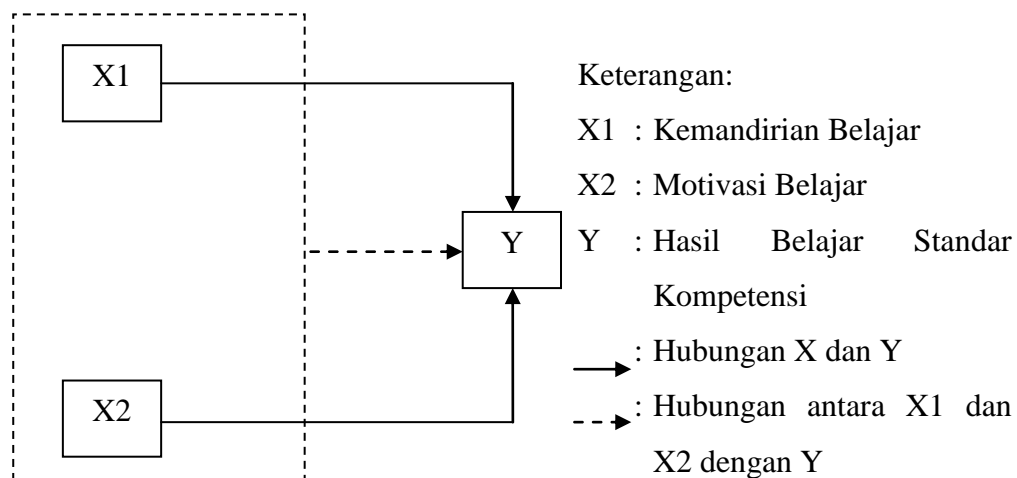 X1
Y
X2
Keterangan:
X1 : Kemandirian Belajar
X2 : Motivasi Belajar
Y : Hasil Belajar Standar
Kompetensi
: Hubungan X dan Y
: Hubungan antara X1 dan
X2 dengan Y